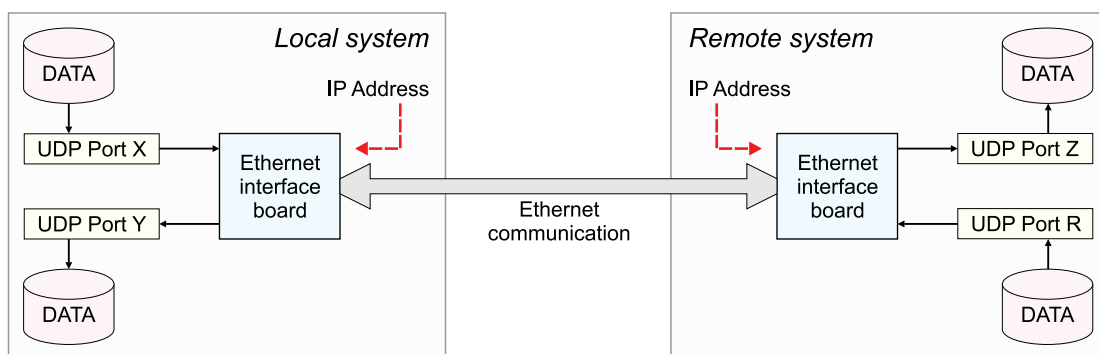 Local system
DATA
IP Address
UDP Port X
Ethernet
interface
board
UDP Port Y
DATA
Ethernet
communication
Remote system
DATA
IP Address
Ethernet
interface
board
UDP Port Z
UDP Port R
DATA